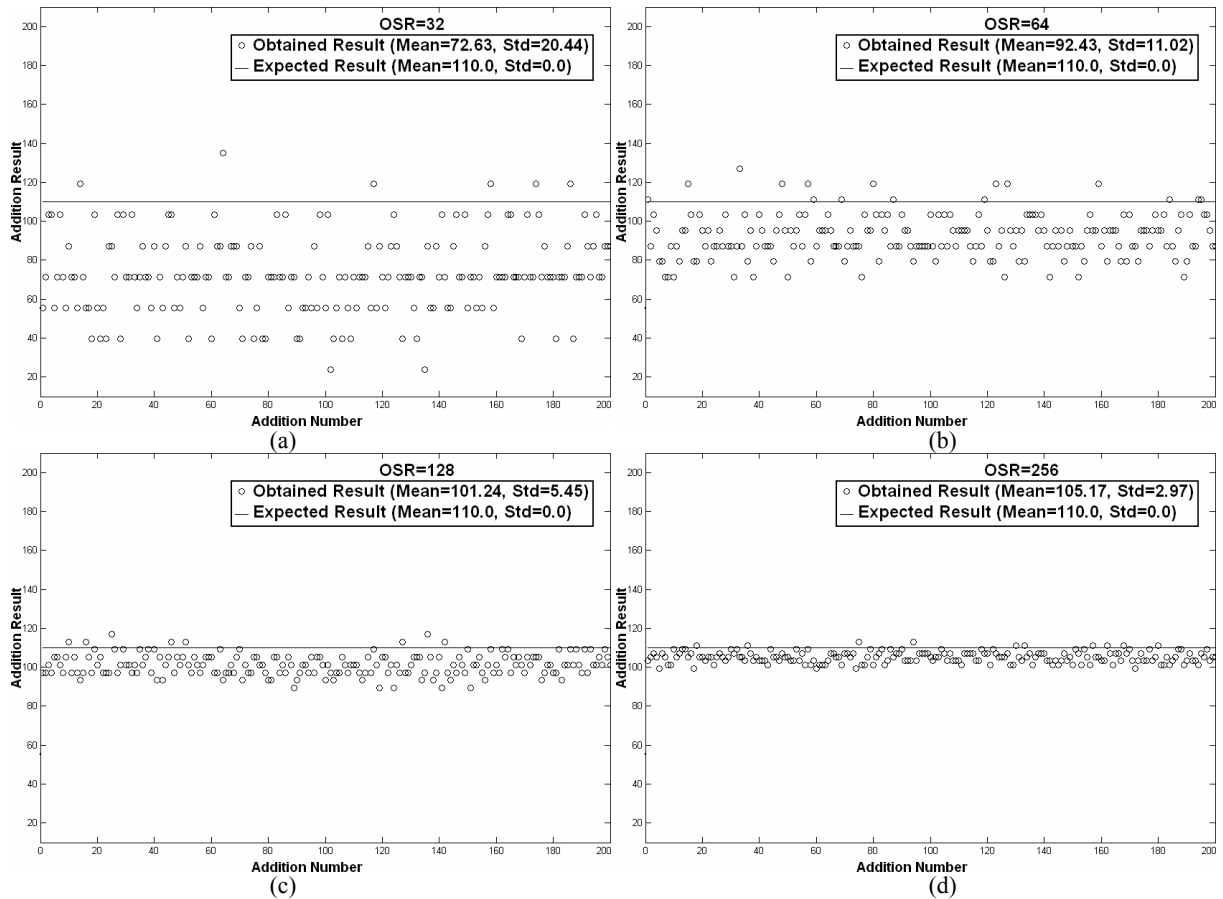 OSR=32
Obtained Result (Mean=72.63, Std=20.44)
Expected Result (Mean=110.0, Std=0.0)
Addition Result
200
180
160
140
120
100
80
60
40
20
0 20 40 60 80 100 120 140 160 180 200
Addition Number
(a)
OSR=64
Obtained Result (Mean=92.43, Std=11.02)
Expected Result (Mean=110.0, Std=0.0)
Addition Result
200
180
160
140
120
100
80
60
40
20
0 20 40 60 80 100 120 140 160 180 200
Addition Number
(b)
OSR=128
Obtained Result (Mean=101.24, Std=5.45)
Expected Result (Mean=110.0, Std=0.0)
Addition Result
200
180
160
140
120
100
80
60
40
20
0 20 40 60 80 100 120 140 160 180 200
Addition Number
(c)
OSR=256
Obtained Result (Mean=105.17, Std=2.97)
Expected Result (Mean=110.0, Std=0.0)
Addition Result
200
180
160
140
120
100
80
60
40
20
0 20 40 60 80 100 120 140 160 180 200
Addition Number
(d)